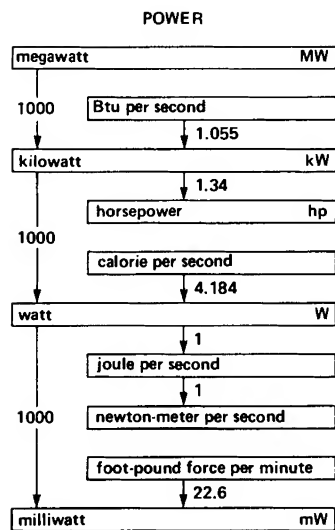 POWER
megawatt MW
1000
Btu per second
1.055
kilowatt kW
1.34
1000
horsepower hp
calorie per second
4.184
watt W
1
joule per second
1
1000
newton-meter per second
foot-pound force per minute
22.6
milliwatt mW